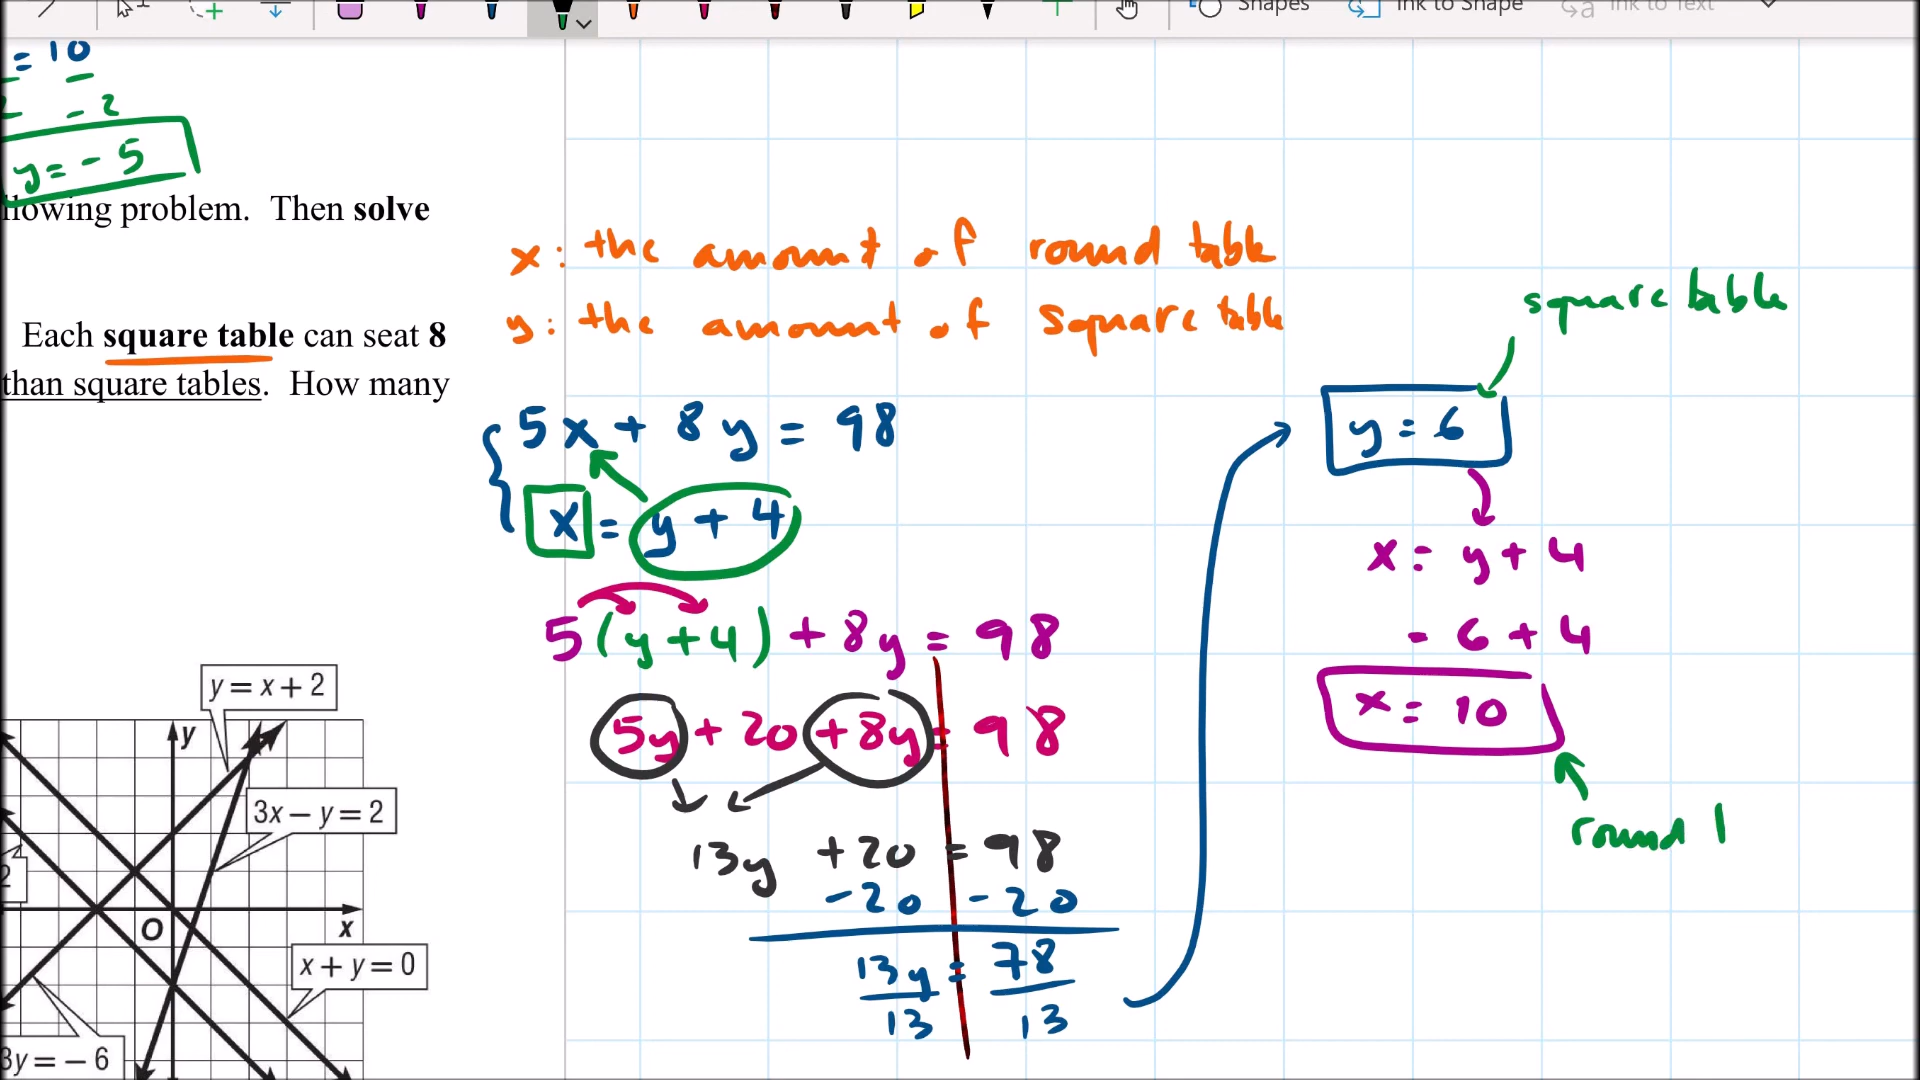 Shapes
Ink to Shape
Ink to Text
= 10
- 2
y = - 5
llowing problem. Then solve
Each square table can seat 8
than square tables. How many
x: the amount of round table
y: the amount of square table
5x + 8y = 98
x = y + 4
5(y+4) + 8y = 98
5y + 20 + 8y = 98
13y + 20 = 98
- 20 - 20
13y = 78
13 13
square table
y = 6
x = y + 4
= 6 + 4
x = 10
round
y = x + 2
y
3x – y = 2
2
O
x
x + y = 0
3y = – 6